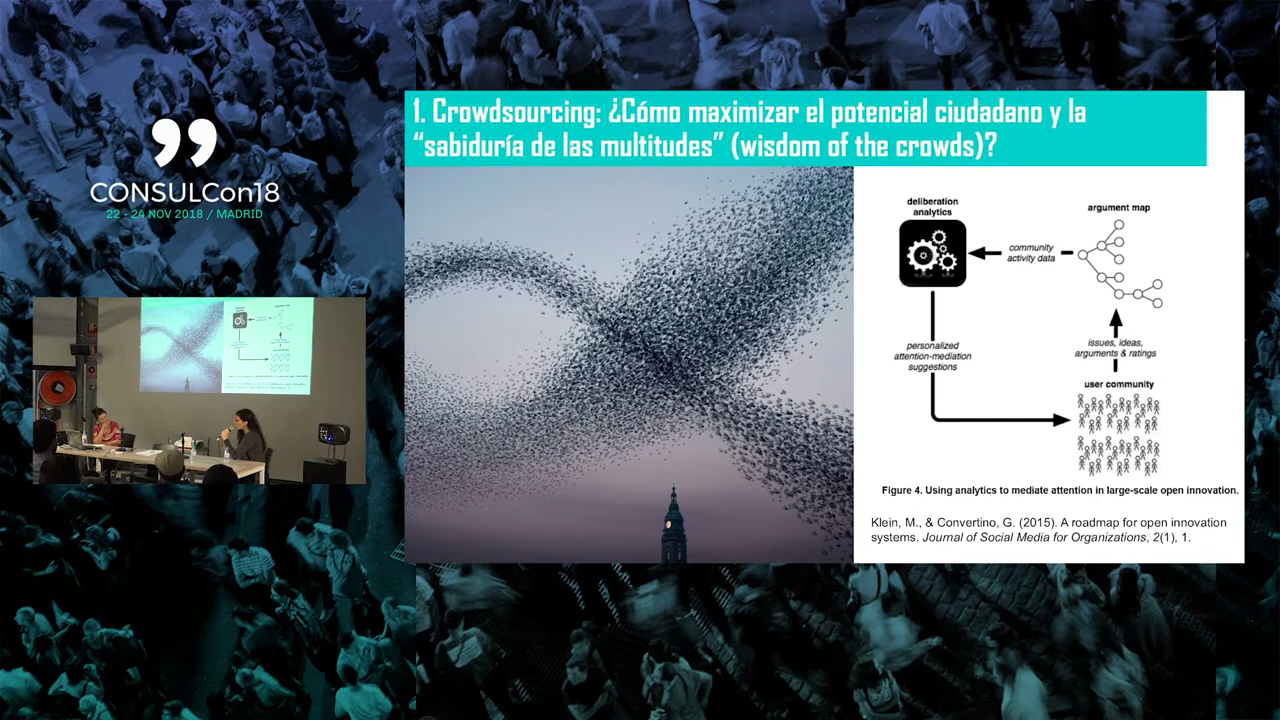 CONSULCon18
22 - 24 NOV 2018 / MADRID
1. Crowdsourcing: ¿Cómo maximizar el potencial ciudadano y la
“sabiduría de las multitudes” (wisdom of the crowds)?
deliberation
analytics
argument map
community
activity data
personalized
attention-mediation
suggestions
issues, ideas,
arguments & ratings
user community
Figure 4. Using analytics to mediate attention in large-scale open innovation.
Klein, M., & Convertino, G. (2015). A roadmap for open innovation
systems. Journal of Social Media for Organizations, 2(1), 1.